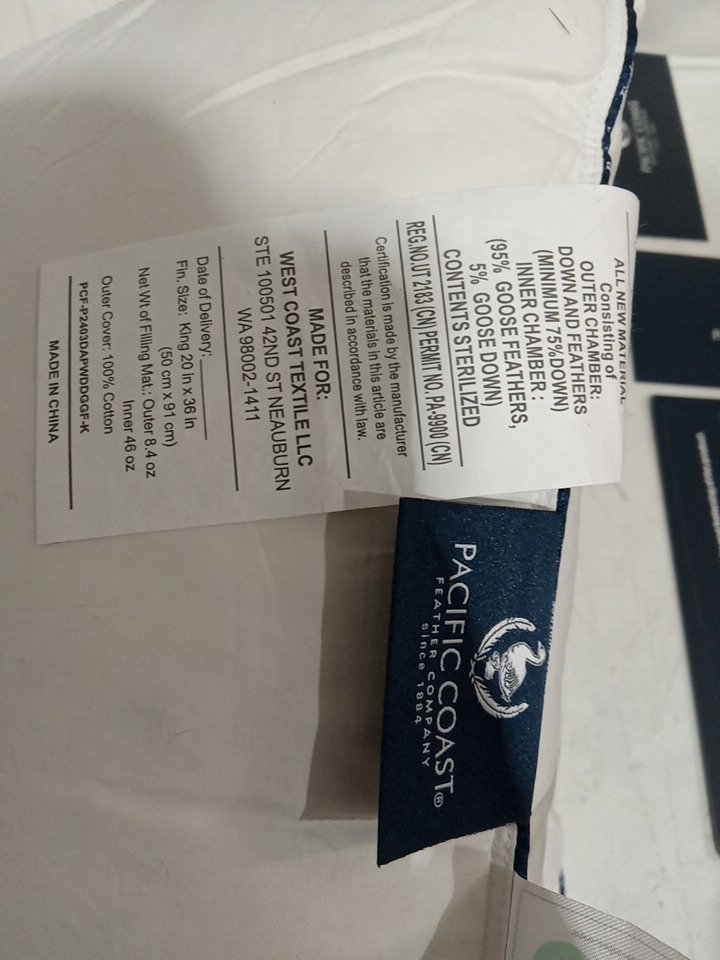 ALL NEW MATERIAL
Consisting of
OUTER CHAMBER:
DOWN AND FEATHERS
(MINIMUM 75%DOWN)
INNER CHAMBER :
(95% GOOSE FEATHERS,
5% GOOSE DOWN)
CONTENTS STERILIZED
REG.NO.UT 2183 (CN) PERMIT NO. PA-9900 (CN)
Certification is made by the manufacturer
that the materials in this article are
described in accordance with law.
MADE FOR:
WEST COAST TEXTILE LLC
STE 100501 42ND ST NEAUBURN
WA 98002-1411
Date of Delivery:
Fin. Size: King 20 in x 36 in
(50 cm x 91 cm)
Net Wt of Filling Mat.: Outer 8.4 oz
Inner 46 oz
Outer Cover: 100% Cotton
PCF-P2403DAPWDDGGF-K
MADE IN CHINA
PACIFIC COAST®
FEATHER COMPANY
since 1884